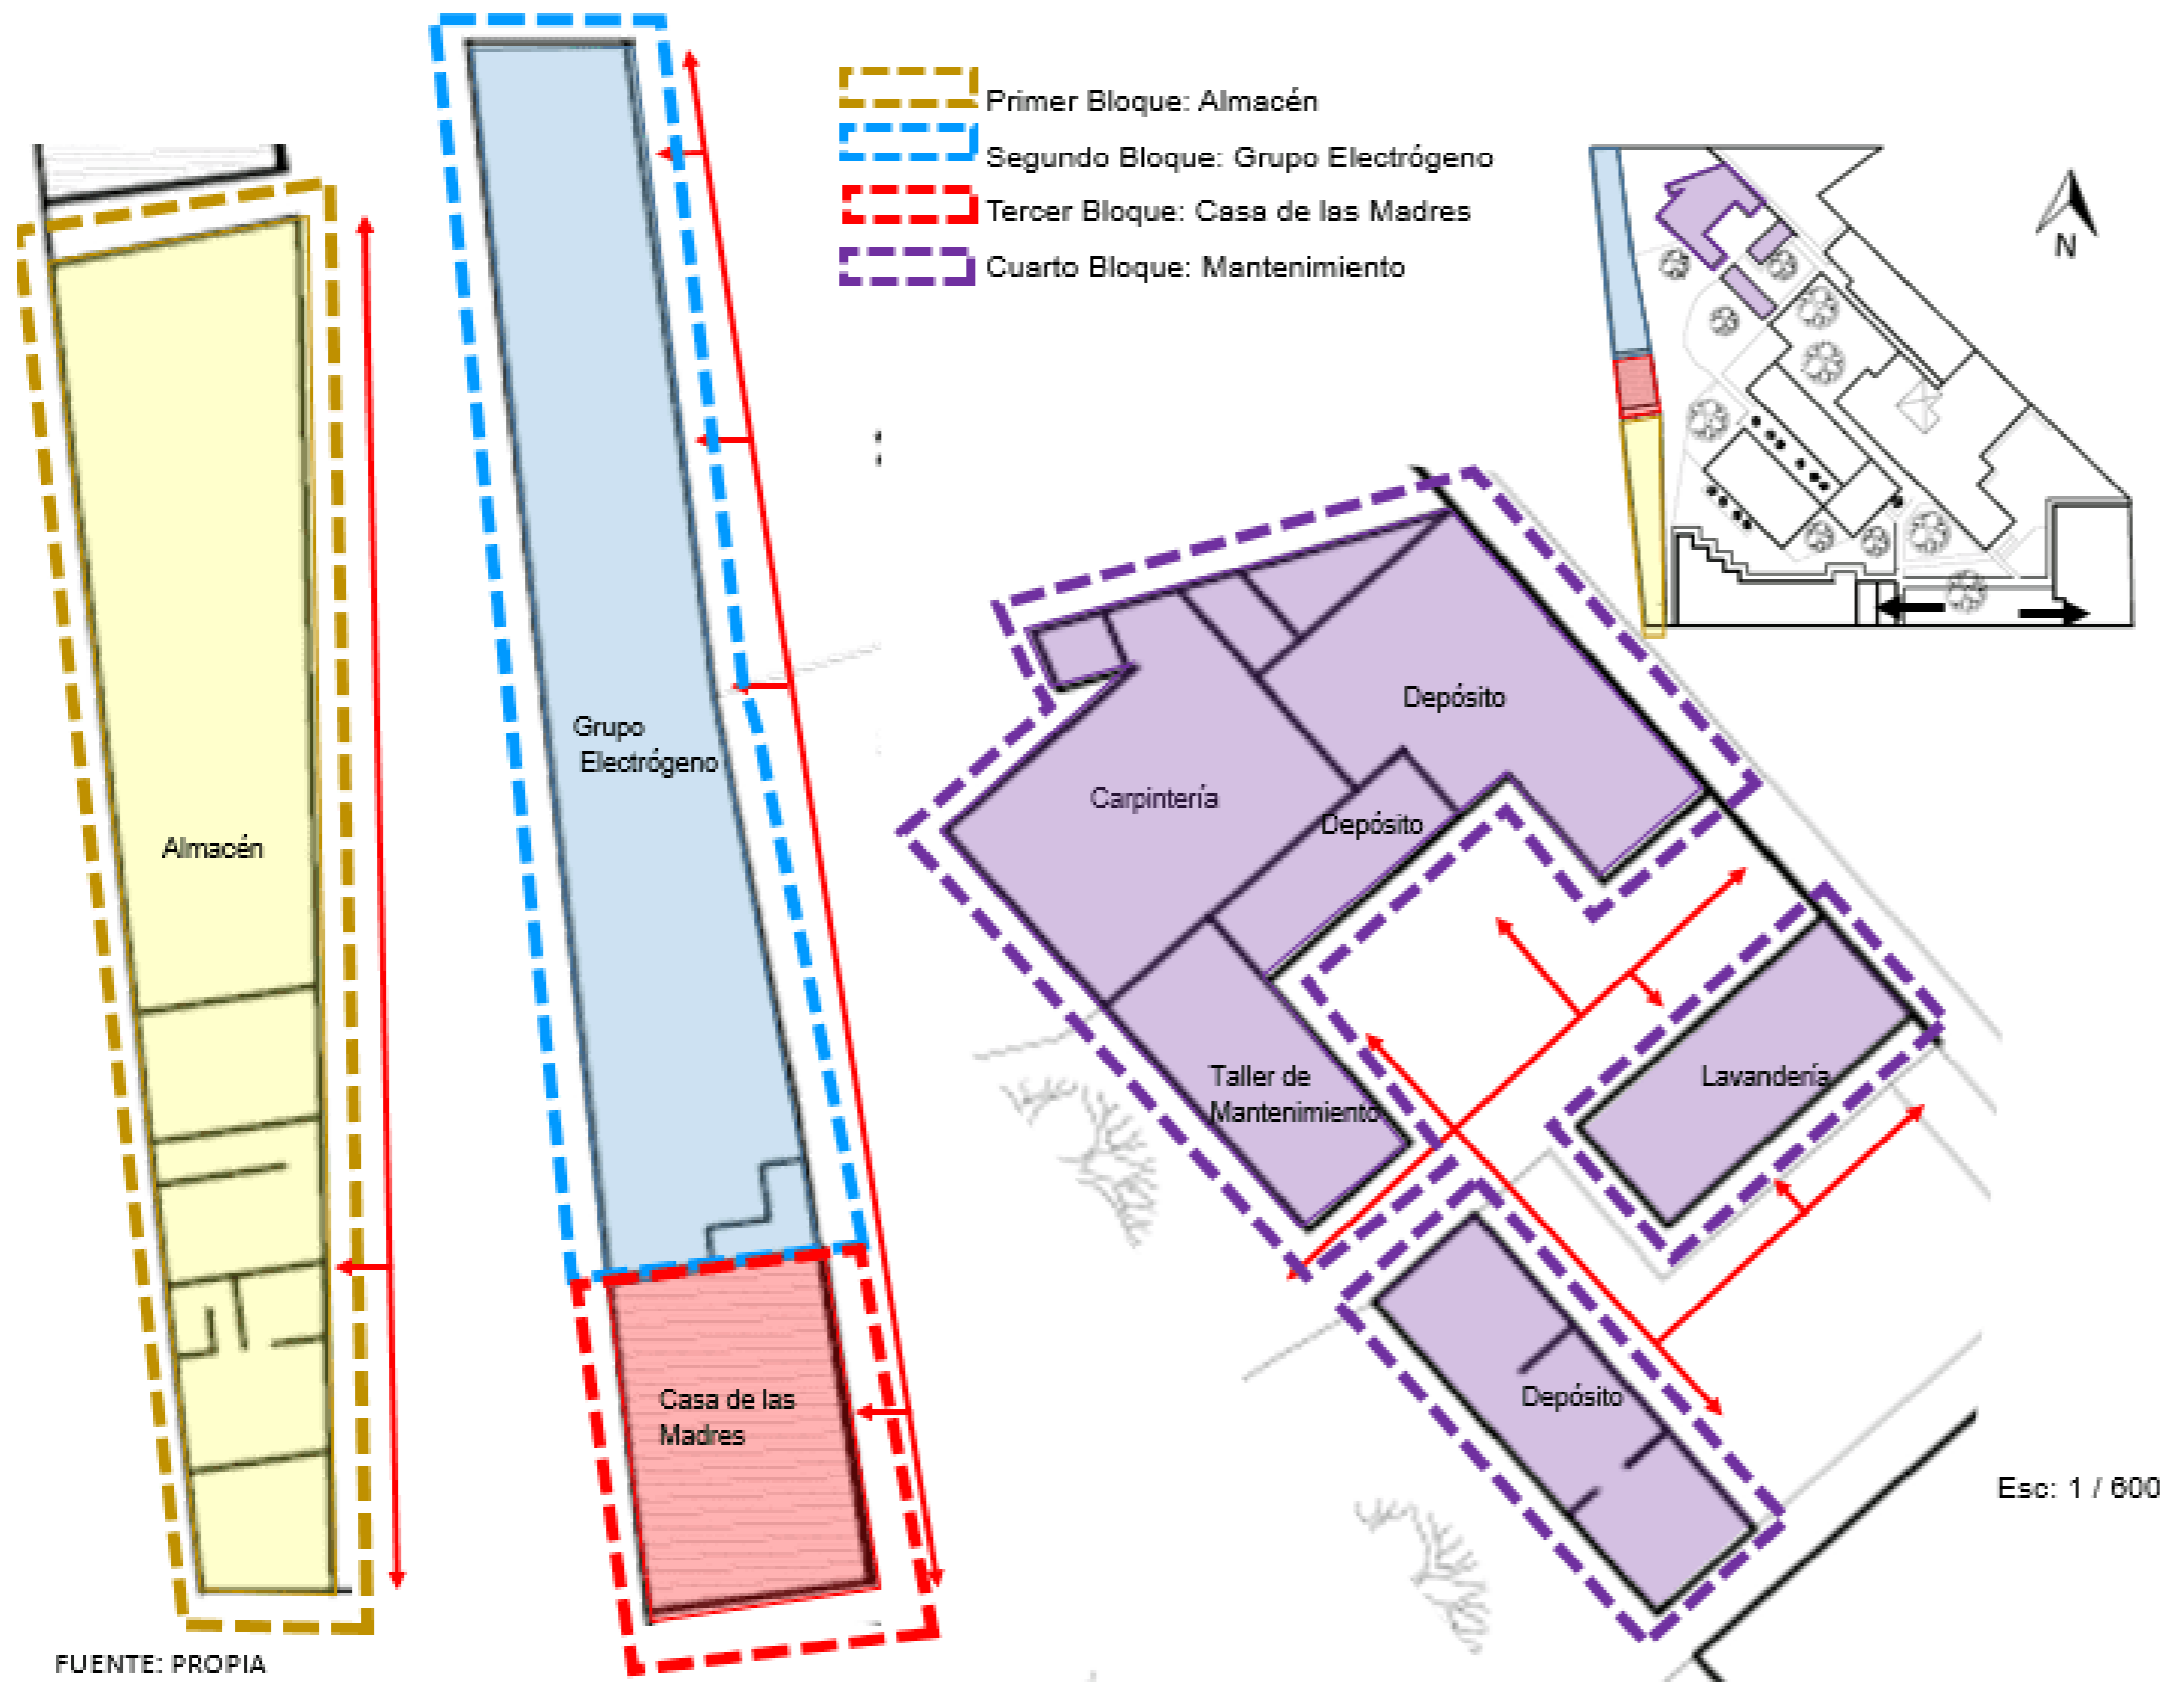 Primer Bloque: Almacén
Segundo Bloque: Grupo Electrógeno
Tercer Bloque: Casa de las Madres
Cuarto Bloque: Mantenimiento
N
Grupo
Electrógeno
Almacén
Casa de las
Madres
Depósito
Carpintería
Depósito
Taller de
Mantenimiento
Lavandería
Depósito
Esc: 1 / 600
FUENTE: PROPIA